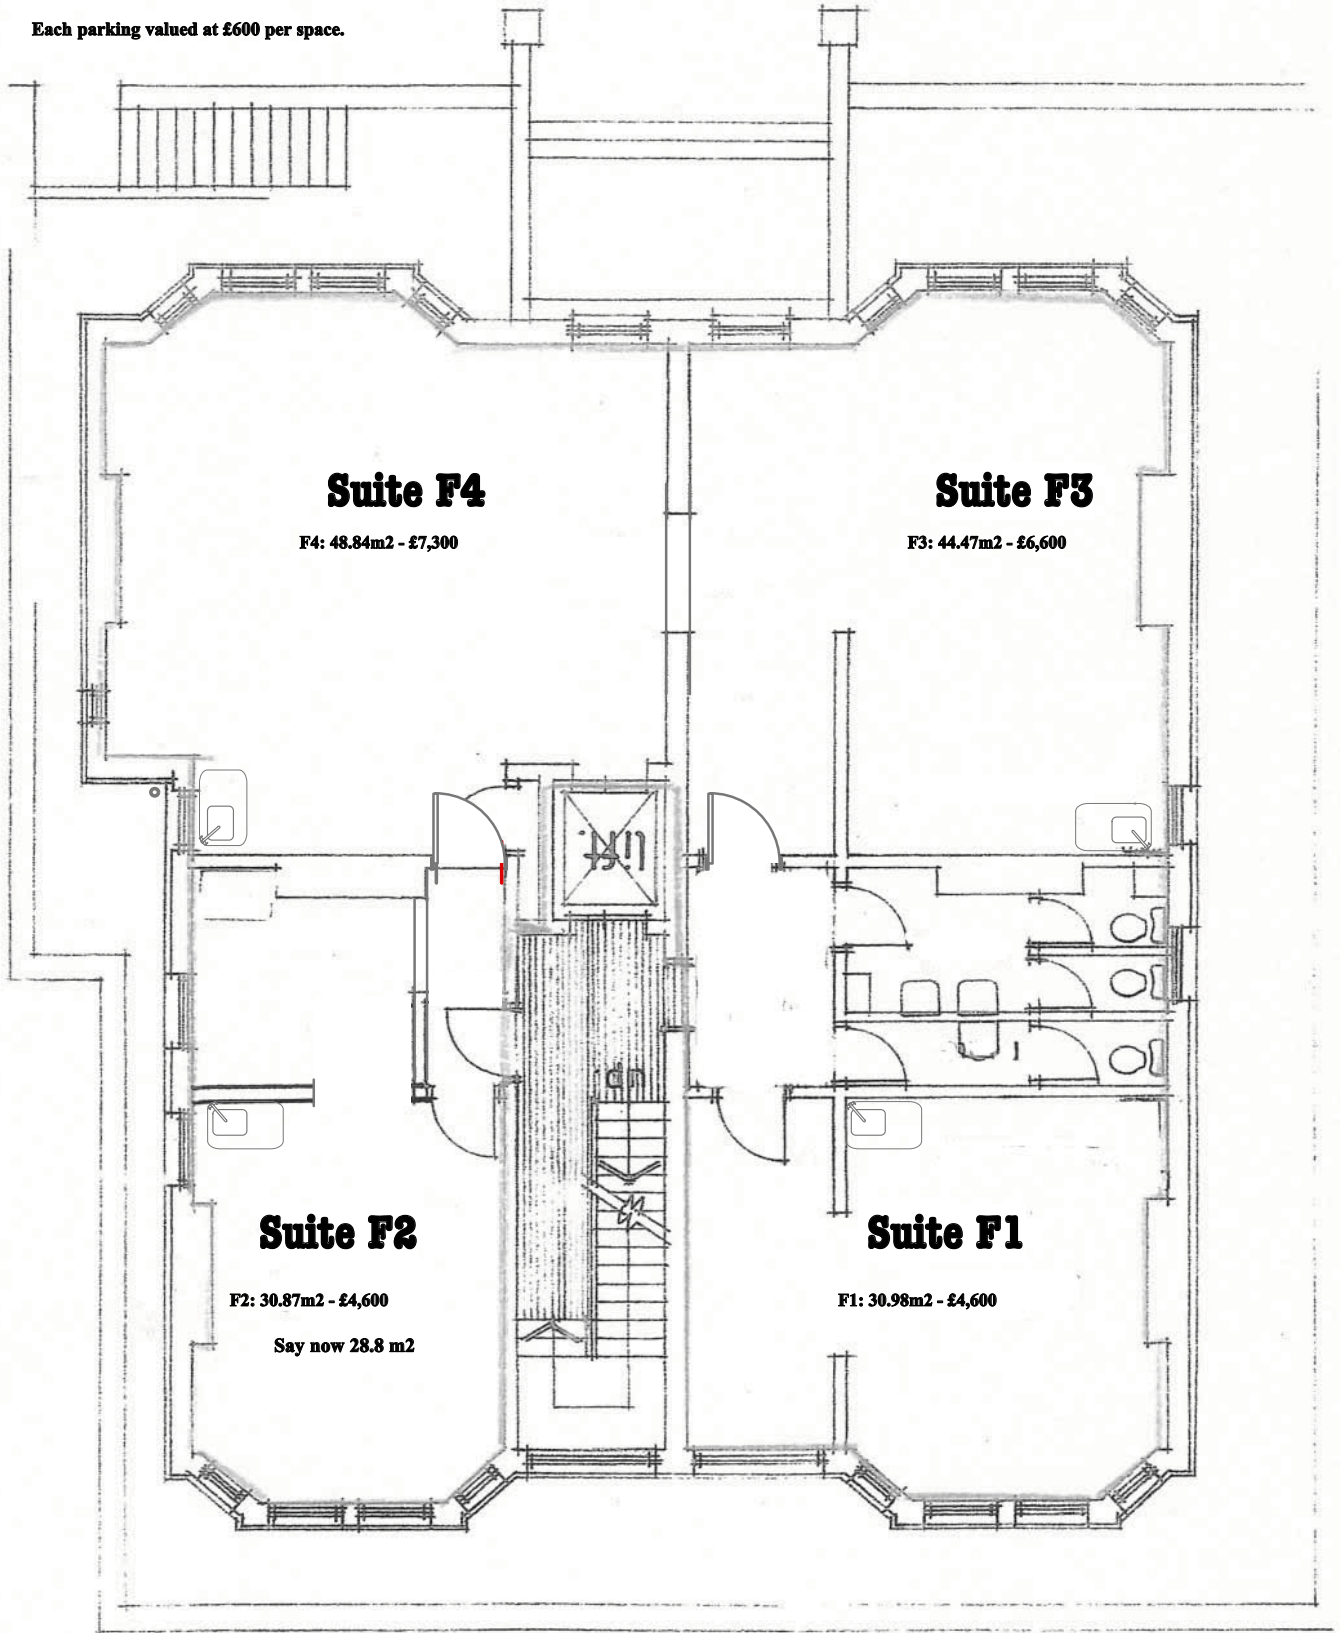 Each parking valued at £600 per space.
Suite F4
F4: 48.84m2 - £7,300
Suite F3
F3: 44.47m2 - £6,600
lift.
dn
Suite F2
F2: 30.87m2 - £4,600
Say now 28.8 m2
Suite F1
F1: 30.98m2 - £4,600